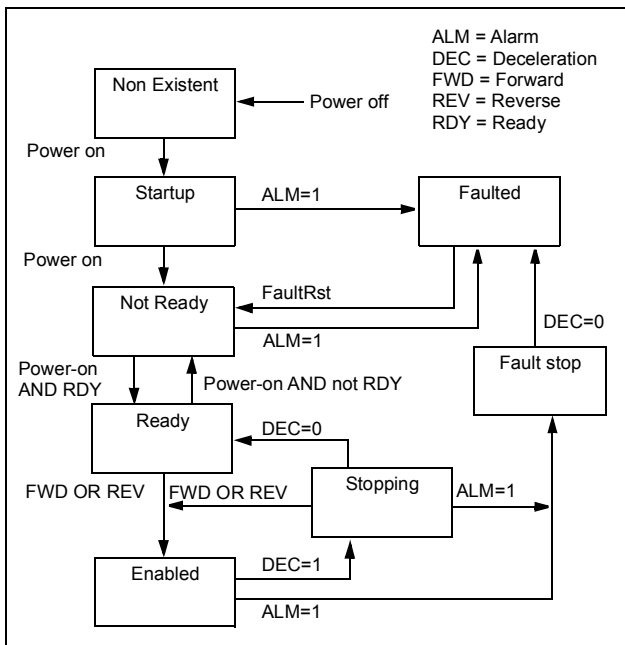 ALM = Alarm
DEC = Deceleration
FWD = Forward
REV = Reverse
RDY = Ready
Non Existent
Power off
Power on
Startup
ALM=1
Faulted
Power on
FaultRst
Not Ready
ALM=1
DEC=0
Power-on
AND RDY
Power-on AND not RDY
Fault stop
Ready
DEC=0
FWD OR REV
FWD OR REV
Stopping
ALM=1
Enabled
DEC=1
ALM=1